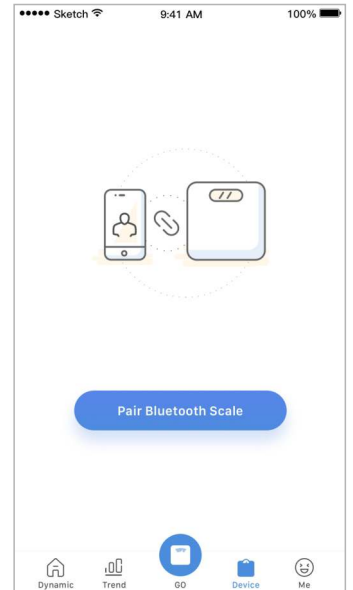 Sketch 9:41 AM 100%
Pair Bluetooth Scale
Dynamic Trend GO Device Me